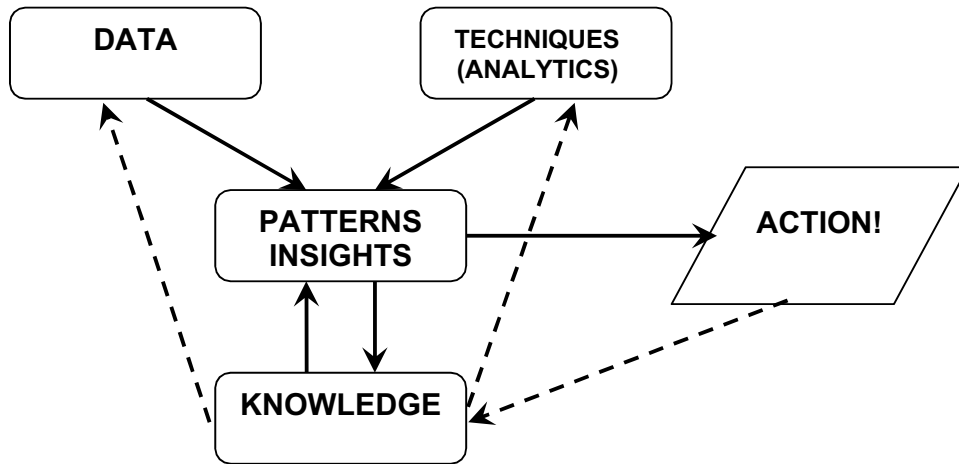 DATA
TECHNIQUES
(ANALYTICS)
PATTERNS
INSIGHTS
ACTION!
KNOWLEDGE